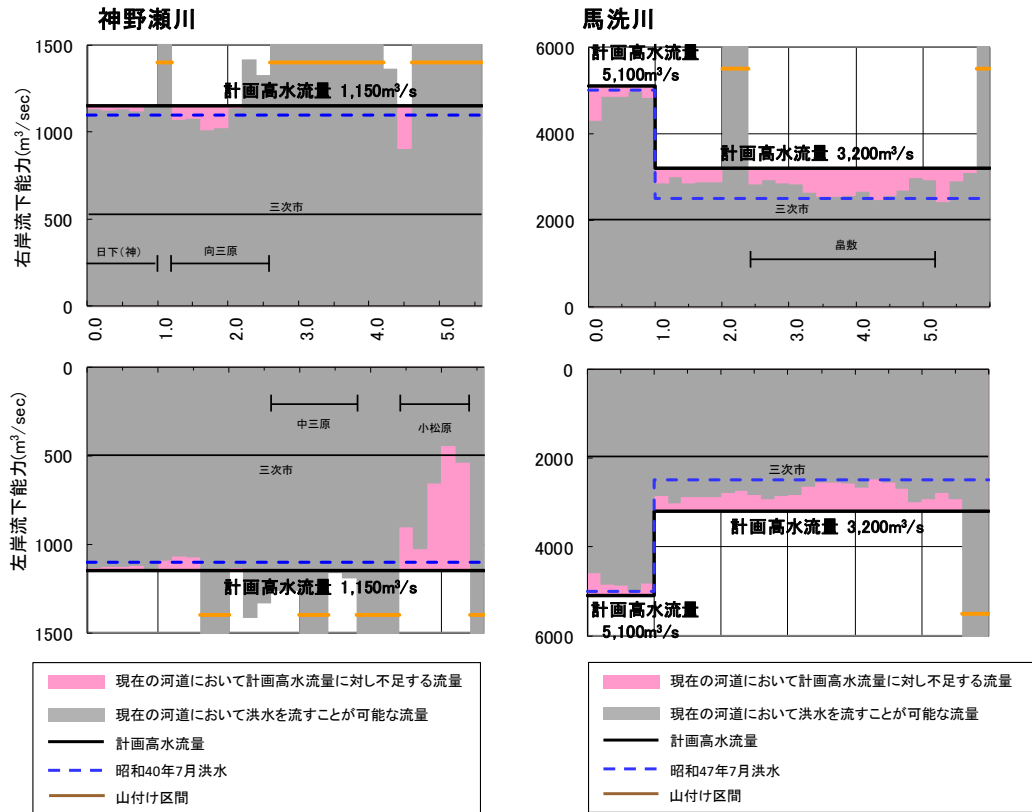 神野瀬川
1500
1000
500
0
右岸流下能力(m³/sec)
計画高水流量 1,150m³/s
三次市
日下(神)
向三原
0.0
1.0
2.0
3.0
4.0
5.0
0
500
1000
1500
左岸流下能力(m³/sec)
中三原
小松原
三次市
計画高水流量 1,150m³/s
現在の河道において計画高水流量に対し不足する流量
現在の河道において洪水を流すことが可能な流量
計画高水流量
昭和40年7月洪水
山付け区間
馬洗川
6000
4000
2000
0
計画高水流量
5,100m³/s
計画高水流量 3,200m³/s
三次市
畠敷
0.0
1.0
2.0
3.0
4.0
5.0
0
2000
4000
6000
三次市
計画高水流量 3,200m³/s
計画高水流量
5,100m³/s
現在の河道において計画高水流量に対し不足する流量
現在の河道において洪水を流すことが可能な流量
計画高水流量
昭和47年7月洪水
山付け区間